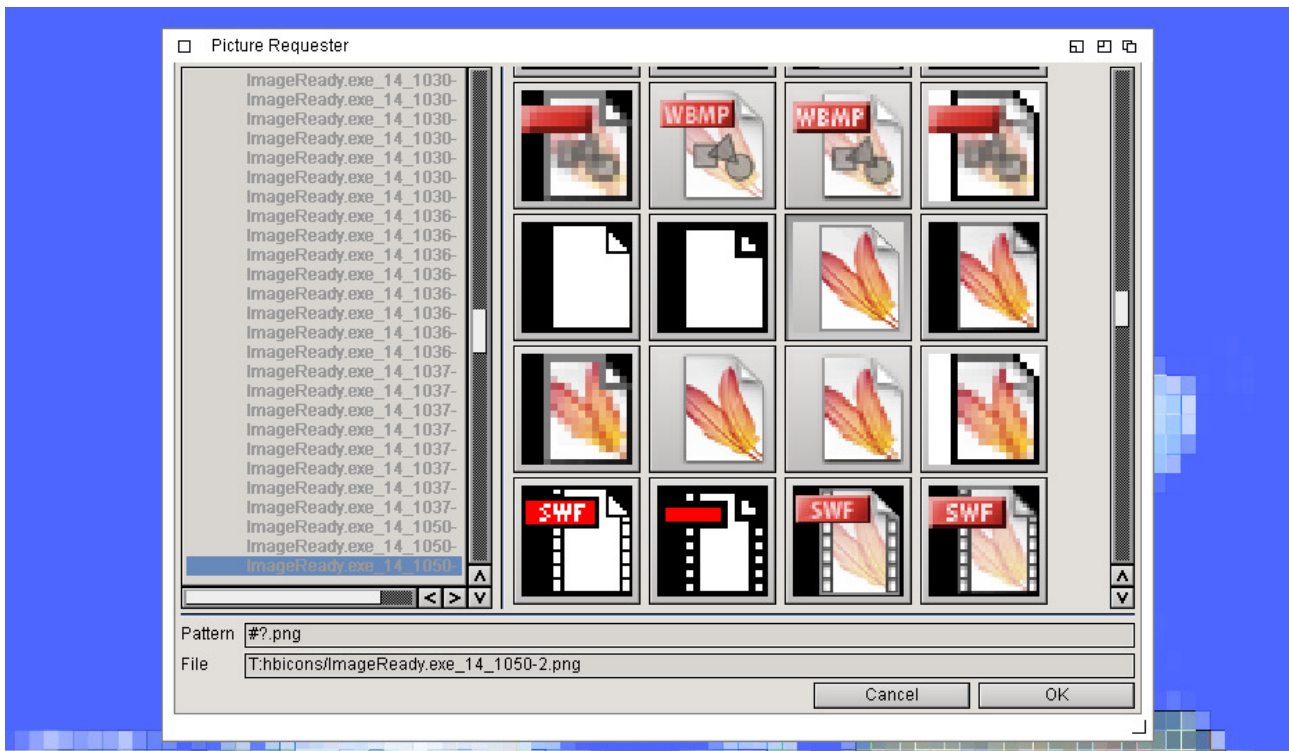 Picture Requester
ImageReady.exe_14_1030-
ImageReady.exe_14_1030-
ImageReady.exe_14_1030-
ImageReady.exe_14_1030-
ImageReady.exe_14_1030-
ImageReady.exe_14_1030-
ImageReady.exe_14_1030-
ImageReady.exe_14_1036-
ImageReady.exe_14_1036-
ImageReady.exe_14_1036-
ImageReady.exe_14_1036-
ImageReady.exe_14_1036-
ImageReady.exe_14_1036-
ImageReady.exe_14_1036-
ImageReady.exe_14_1036-
ImageReady.exe_14_1037-
ImageReady.exe_14_1037-
ImageReady.exe_14_1037-
ImageReady.exe_14_1037-
ImageReady.exe_14_1037-
ImageReady.exe_14_1037-
ImageReady.exe_14_1037-
ImageReady.exe_14_1037-
ImageReady.exe_14_1050-
ImageReady.exe_14_1050-
ImageReady.exe_14_1050-
WBMP WBMP
SWF SWF SWF
Pattern #?.png
File T:hbicons/ImageReady.exe_14_1050-2.png
Cancel OK